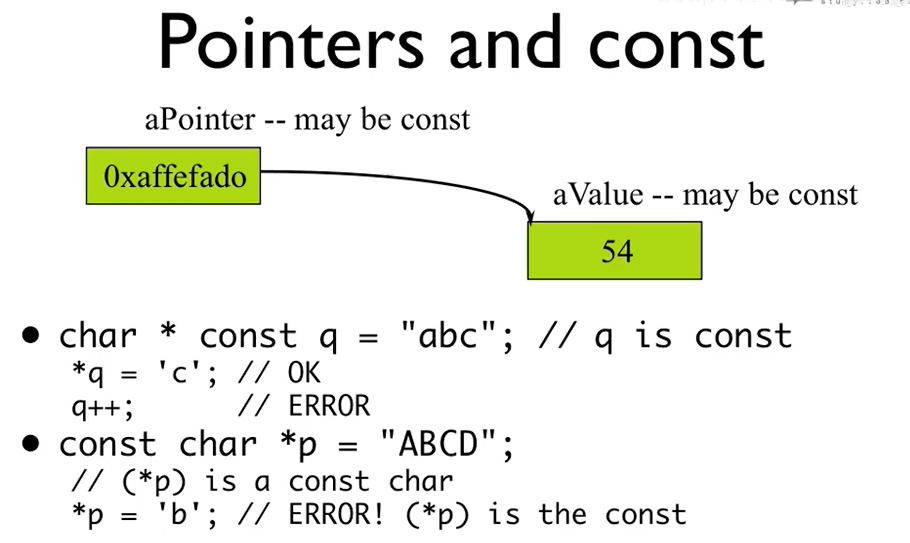 Pointers and const
aPointer -- may be const
0xaffefado
aValue -- may be const
54
• char * const q = "abc"; // q is const
*q = 'c'; // OK
q++; // ERROR
• const char *p = "ABCD";
// (*p) is a const char
*p = 'b'; // ERROR! (*p) is the const